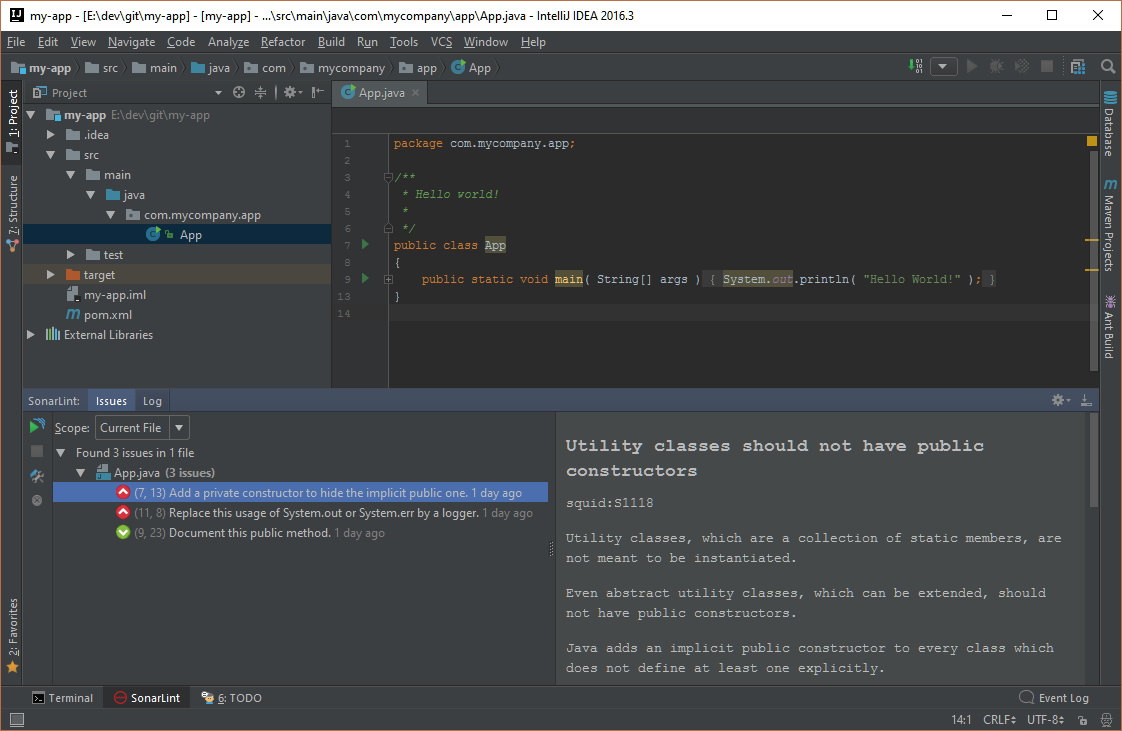 my-app - [E:\dev\git\my-app] - [my-app] - ...\src\main\java\com\mycompany\app\App.java - IntelliJ IDEA 2016.3
File Edit View Navigate Code Analyze Refactor Build Run Tools VCS Window Help
my-app src main java com mycompany app App
1: Project
7: Structure
2: Favorites
Project
my-app E:\dev\git\my-app
.idea
src
main
java
com.mycompany.app
App
test
target
my-app.iml
pom.xml
External Libraries
App.java
1 package com.mycompany.app;
2
3 /**
4 * Hello world!
5 *
6 */
7 public class App
8 {
9 public static void main( String[] args ) { System.out.println( "Hello World!" ); }
13 }
14
Database
Maven Projects
Ant Build
SonarLint: Issues Log
Scope: Current File
Found 3 issues in 1 file
App.java (3 issues)
(7, 13) Add a private constructor to hide the implicit public one. 1 day ago
(11, 8) Replace this usage of System.out or System.err by a logger. 1 day ago
(9, 23) Document this public method. 1 day ago
Utility classes should not have public
constructors
squid:S1118
Utility classes, which are a collection of static members, are
not meant to be instantiated.
Even abstract utility classes, which can be extended, should
not have public constructors.
Java adds an implicit public constructor to every class which
does not define at least one explicitly.
Terminal SonarLint 6: TODO Event Log
14:1 CRLF UTF-8